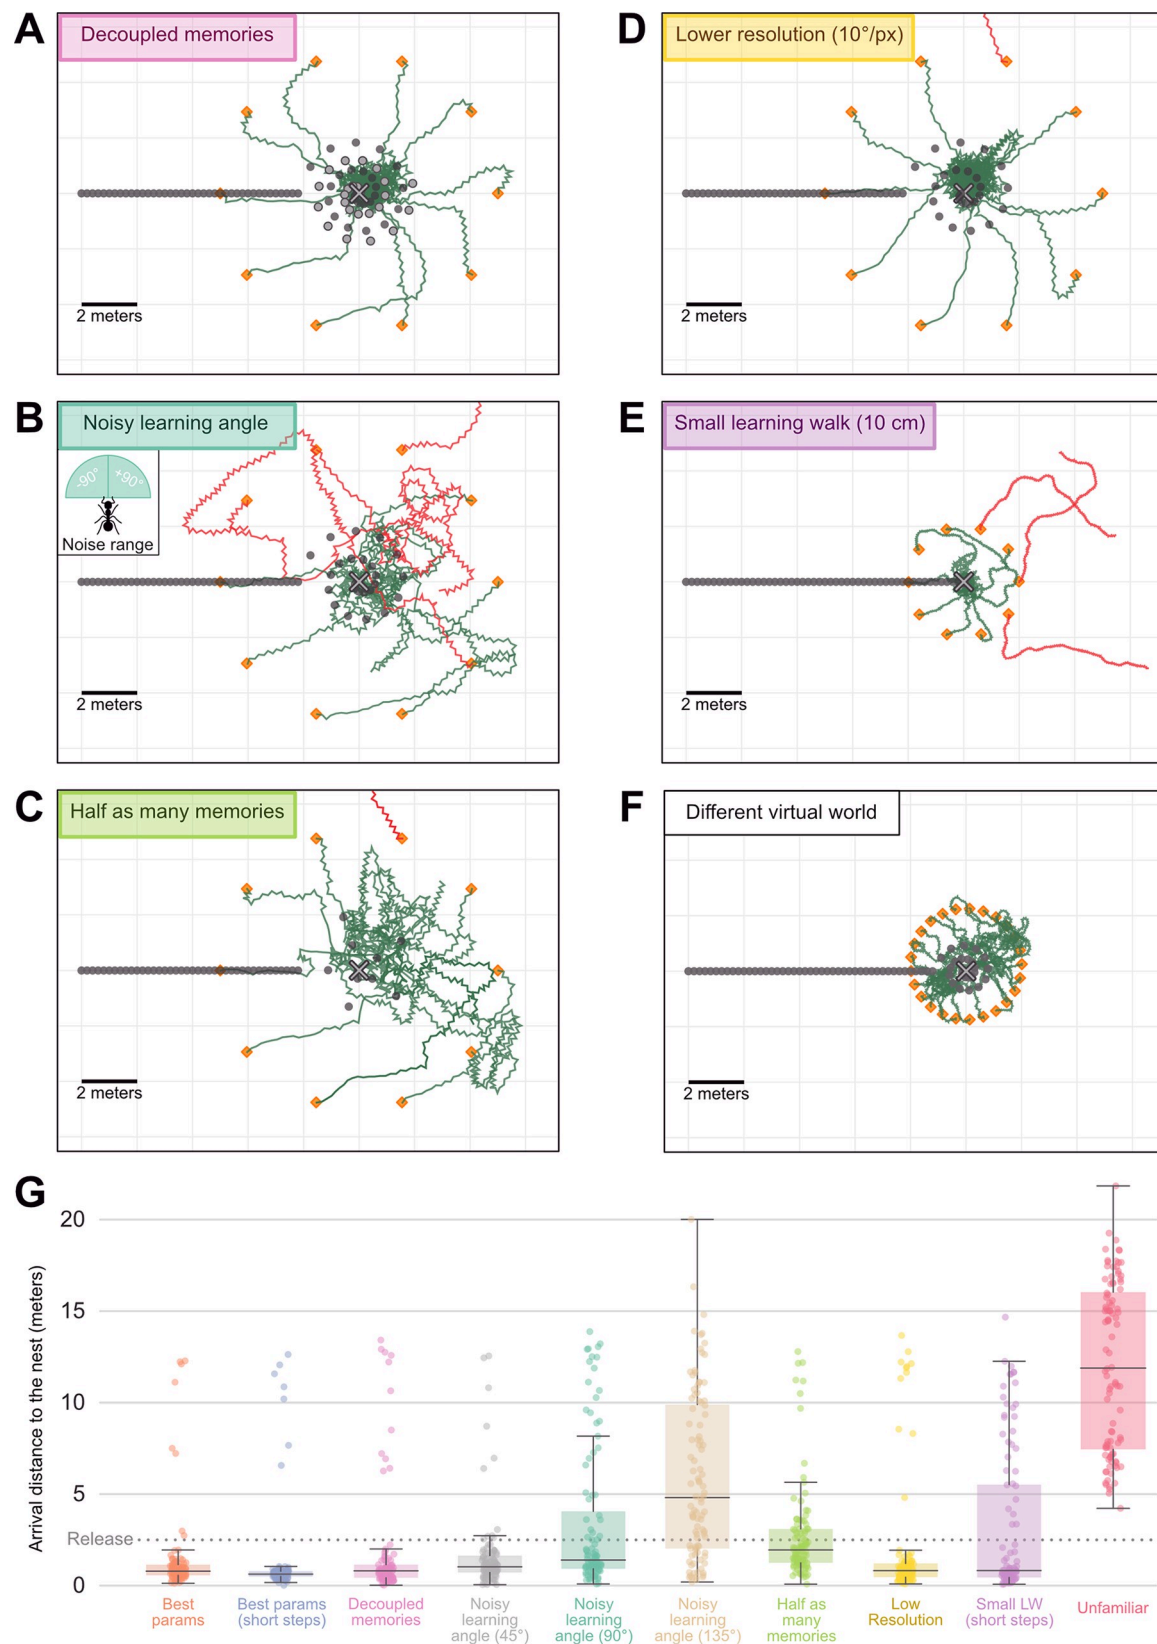 A
Decoupled memories
2 meters
B
Noisy learning angle
-90°
+90°
Noise range
2 meters
C
Half as many memories
2 meters
D
Lower resolution (10°/px)
2 meters
E
Small learning walk (10 cm)
2 meters
F
Different virtual world
2 meters
G
Arrival distance to the nest (meters)
20
15
10
5
Release
0
Best
params
Best params
(short steps)
Decoupled
memories
Noisy
learning
angle (45°)
Noisy
learning
angle (90°)
Noisy
learning
angle (135°)
Half as
many
memories
Low
Resolution
Small LW
(short steps)
Unfamiliar